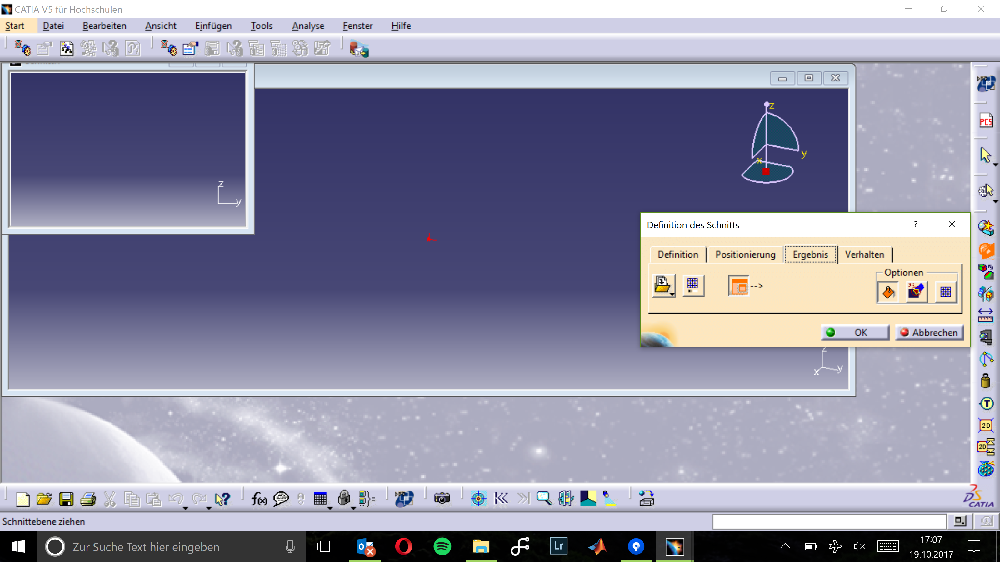 CATIA V5 für Hochschulen
Start Datei Bearbeiten Ansicht Einfügen Tools Analyse Fenster Hilfe
z
y
x
z
y
PCS
Definition des Schnitts
?
Definition Positionierung Ergebnis Verhalten
Optionen
-->
OK Abbrechen
z
x y
T
2D
2D
f(x)
CATIA
Schnittebene ziehen
Zur Suche Text hier eingeben
Lr
17:07
19.10.2017